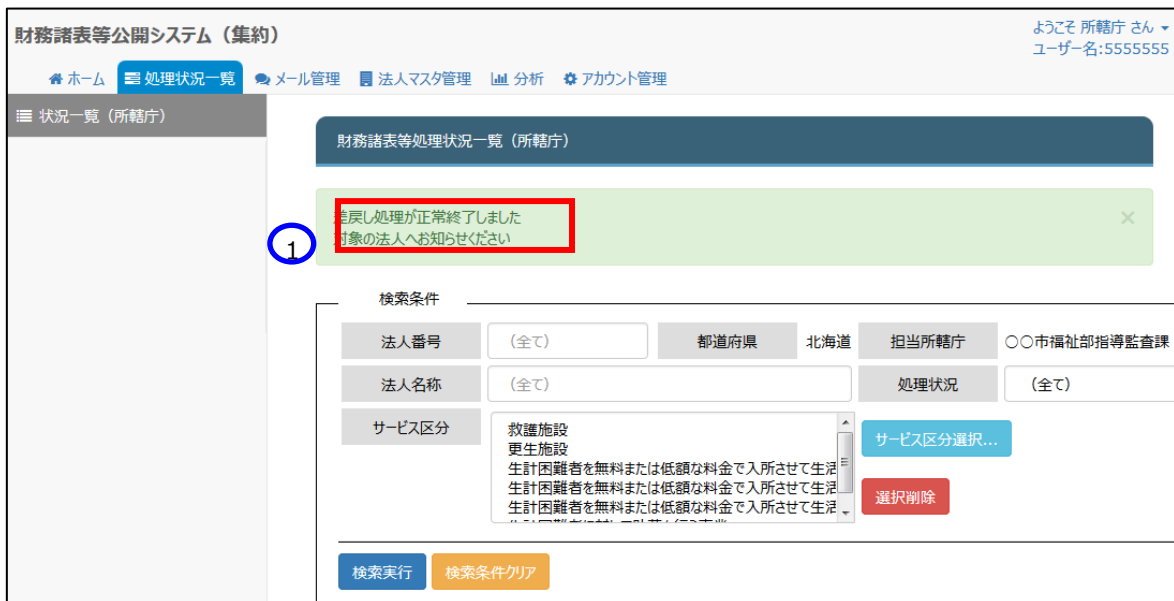 財務諸表等公開システム（集約）
ようこそ 所轄庁 さん
ユーザー名:5555555
ホーム 処理状況一覧 メール管理 法人マスタ管理 分析 アカウント管理
状況一覧（所轄庁）
財務諸表等処理状況一覧（所轄庁）
差戻し処理が正常終了しました
対象の法人へお知らせください
×
1
検索条件
法人番号 （全て） 都道府県 北海道 担当所轄庁 〇〇市福祉部指導監査課
法人名称 （全て） 処理状況 （全て）
サービス区分
救護施設
更生施設
生計困難者を無料または低額な料金で入所させて生活
生計困難者を無料または低額な料金で入所させて生活
生計困難者を無料または低額な料金で入所させて生活
サービス区分選択...
選択削除
検索実行 検索条件クリア